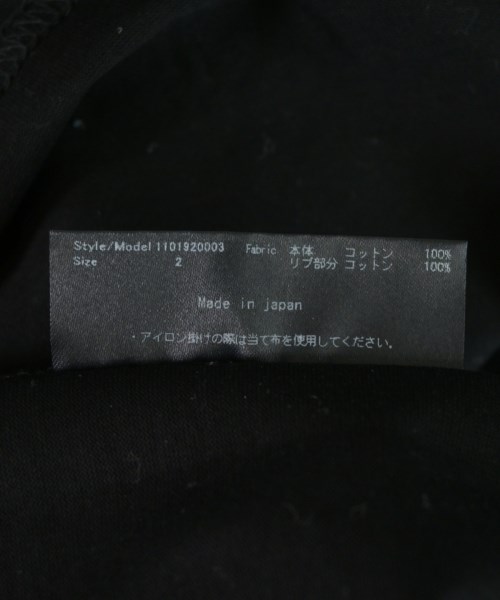 Style/Model 1101920003 Fabric 本体 コットン 100%
Size 2 リブ部分 コットン 100%
Made in japan
・アイロン掛けの際は当て布を使用してください。